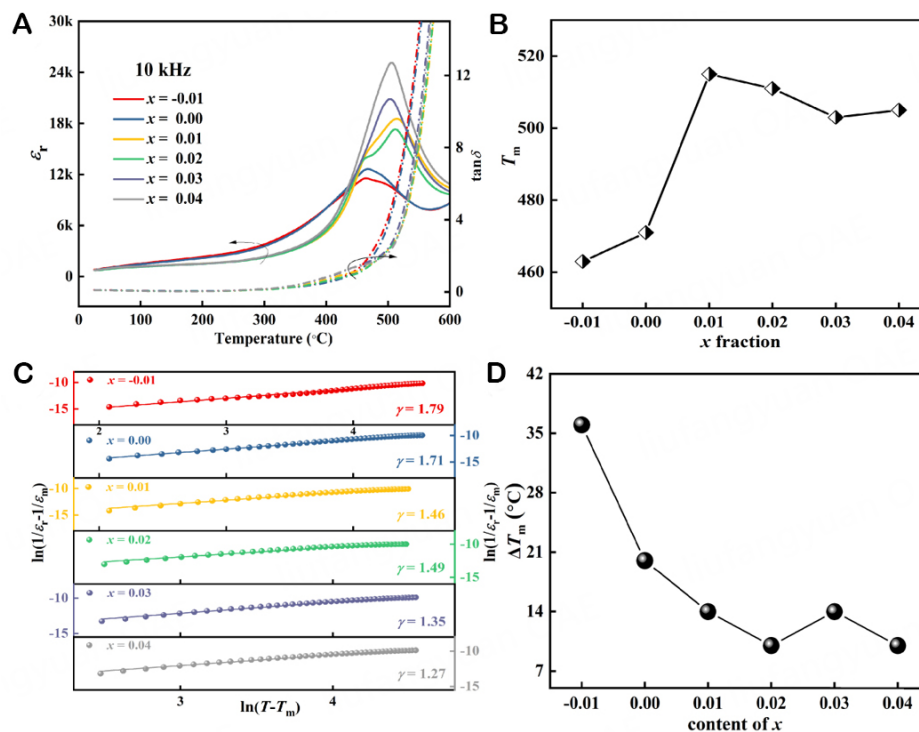 A
30k
24k
18k
12k
6k
0
εr
10 kHz
x = -0.01
x = 0.00
x = 0.01
x = 0.02
x = 0.03
x = 0.04
12
8
4
0
tanδ
0 100 200 300 400 500 600
Temperature (°C)
B
520
500
480
460
Tm
-0.01 0.00 0.01 0.02 0.03 0.04
x fraction
C
-10
-15
x = -0.01
γ = 1.79
2 3 4
x = 0.00
γ = 1.71
-10
-15
-10
-15
x = 0.01
γ = 1.46
x = 0.02
γ = 1.49
-10
-15
-10
-15
x = 0.03
γ = 1.35
x = 0.04
γ = 1.27
-10
-15
3 4
ln(T-Tm)
ln(1/εr-1/εm)
ln(1/εr-1/εm)
D
42
35
28
21
14
7
ΔTm (°C)
-0.01 0.00 0.01 0.02 0.03 0.04
content of x